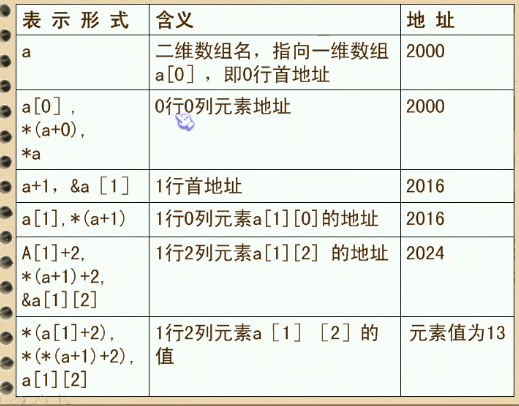 表 示 形 式 含义 地 址
a 二维数组名，指向一维数组 2000
a[0]，即0行首地址
a[0], 0行0列元素地址 2000
*(a+0),
*a
a+1, &a [1] 1行首地址 2016
a[1],*(a+1) 1行0列元素a[1][0]的地址 2016
A[1]+2, 1行2列元素a[1][2] 的地址 2024
*(a+1)+2,
&a[1][2]
*(a[1]+2), 1行2列元素a [1] [2] 的 元素值为13
*(*(a+1)+2), 值
a[1][2]